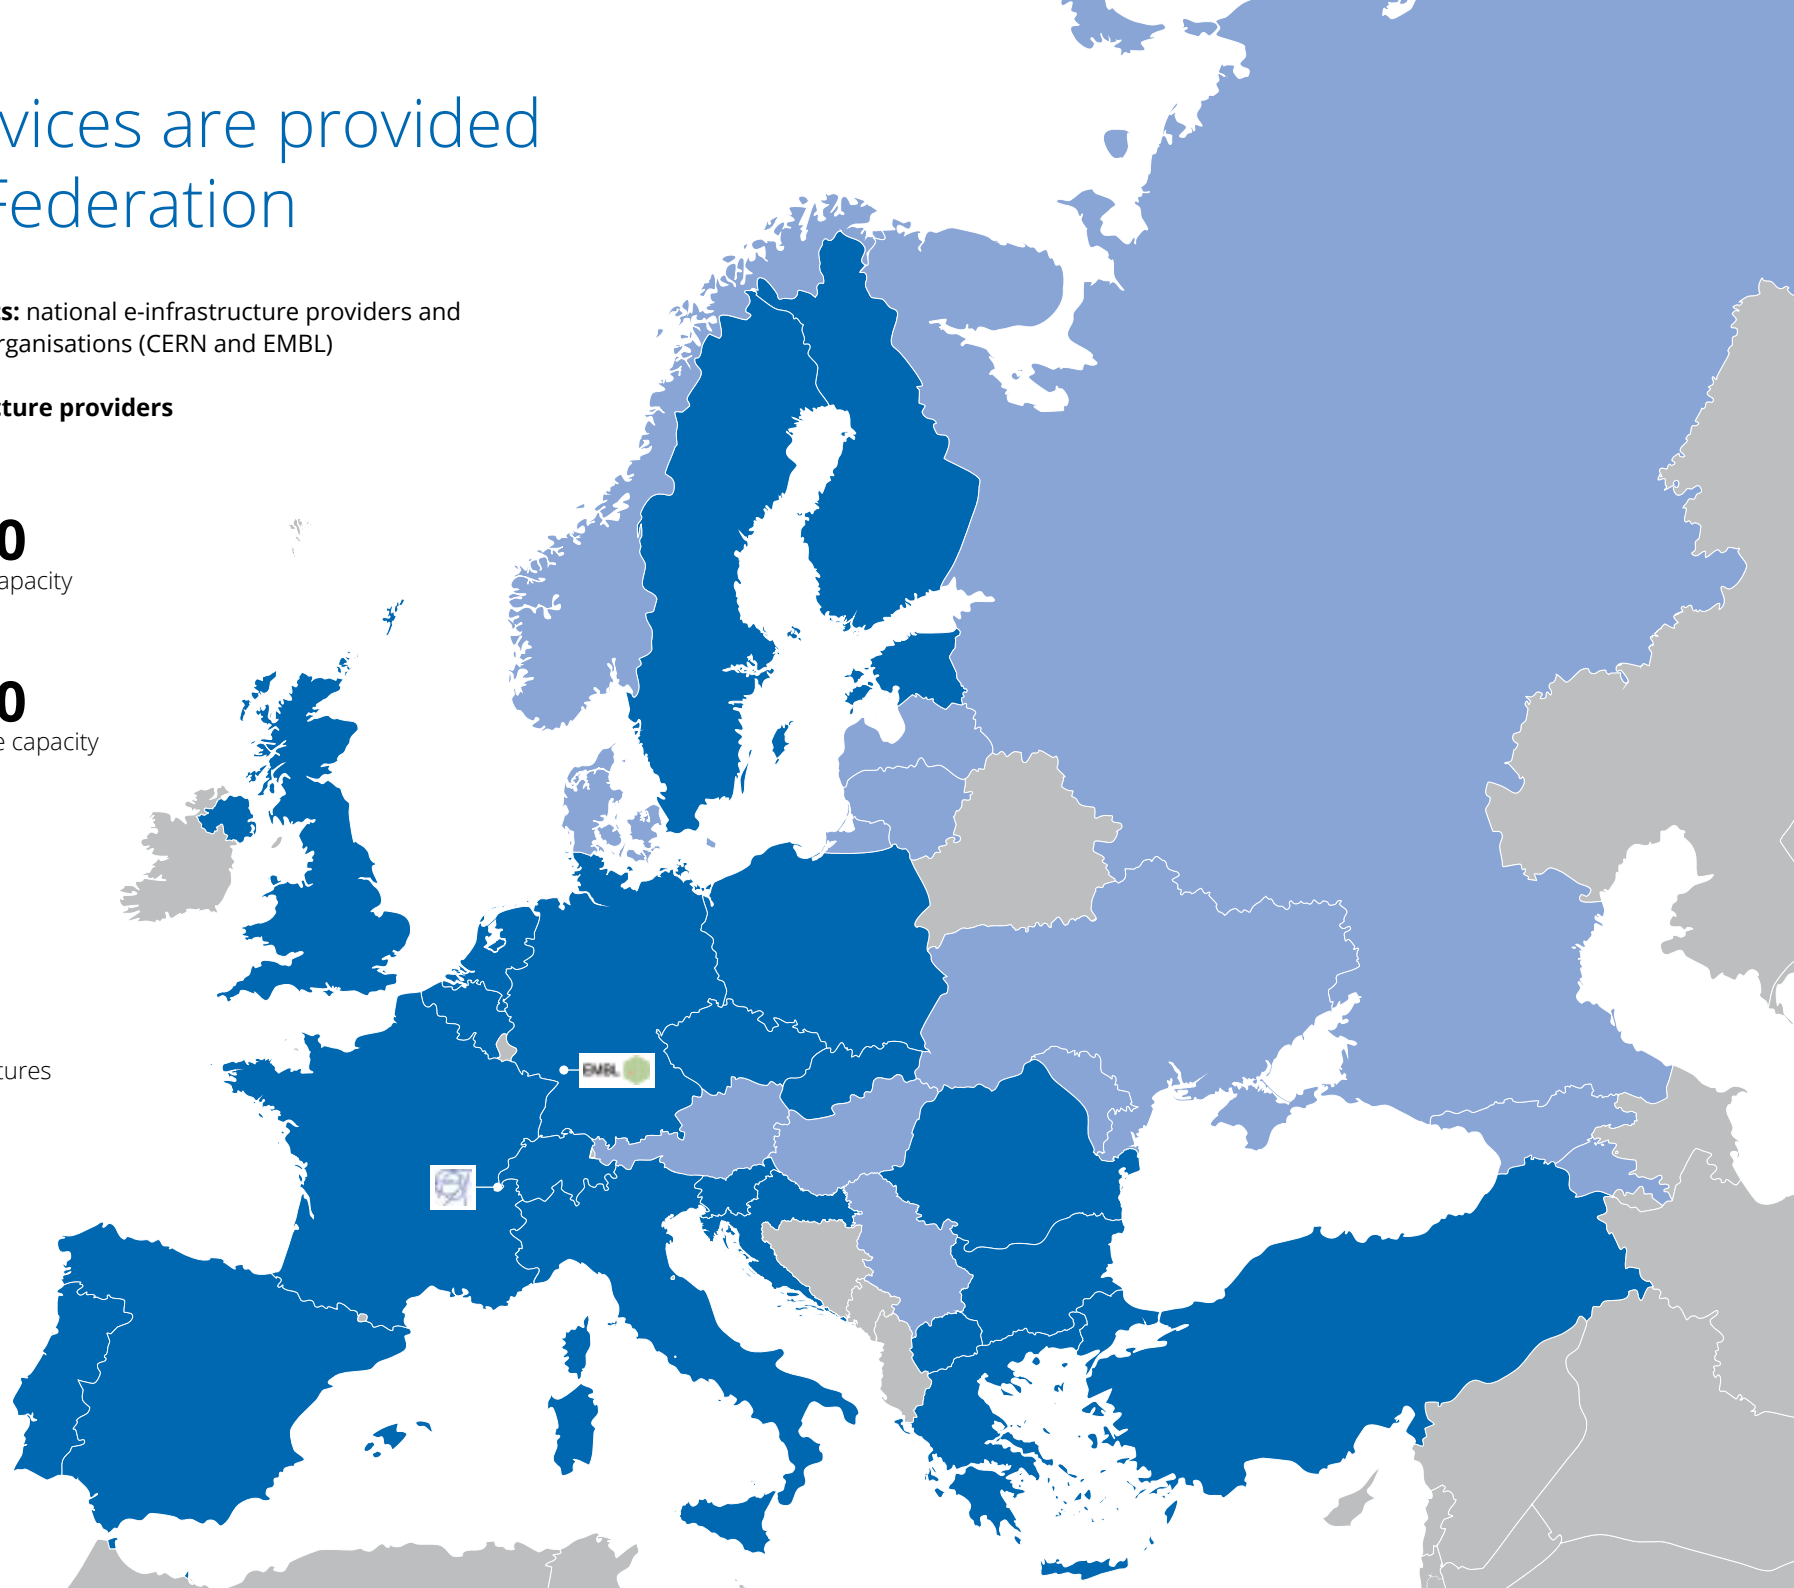 vices are provided
Federation
s: national e-infrastructure providers and
rganisations (CERN and EMBL)
cture providers
0
apacity
0
e capacity
tures
EMBL